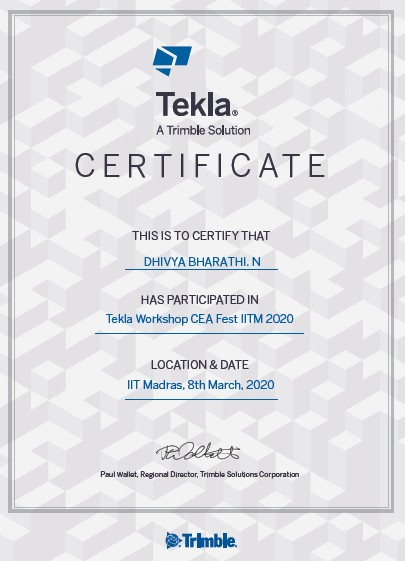 Tekla®
A Trimble Solution
CERTIFICATE
THIS IS TO CERTIFY THAT
DHIVYA BHARATHI. N
HAS PARTICIPATED IN
Tekla Workshop CEA Fest IITM 2020
LOCATION & DATE
IIT Madras, 8th March, 2020
Paul Wallet, Regional Director, Trimble Solutions Corporation
Trimble.